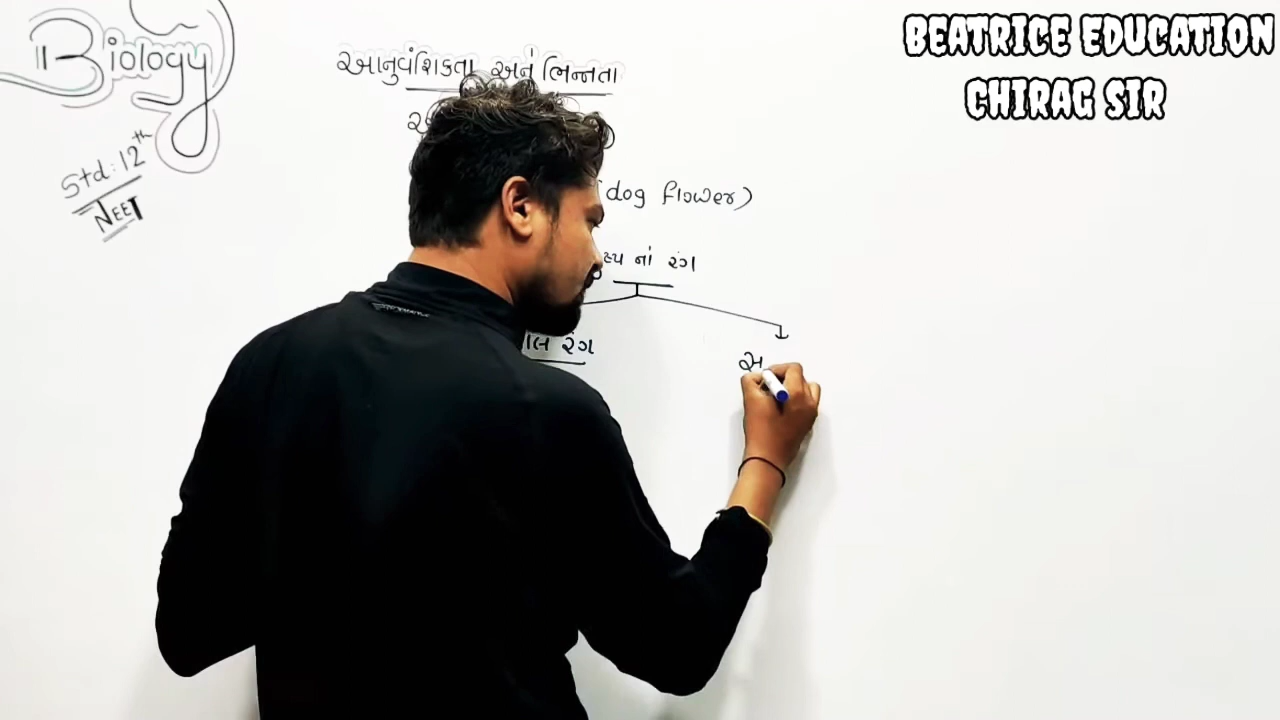 Biology
Std: 12th
NEET
આનુવંશિકતા અને ભિન્નતા
BEATRICE EDUCATION
CHIRAG SIR
(dog flower)
નાં રંગ
રંગ